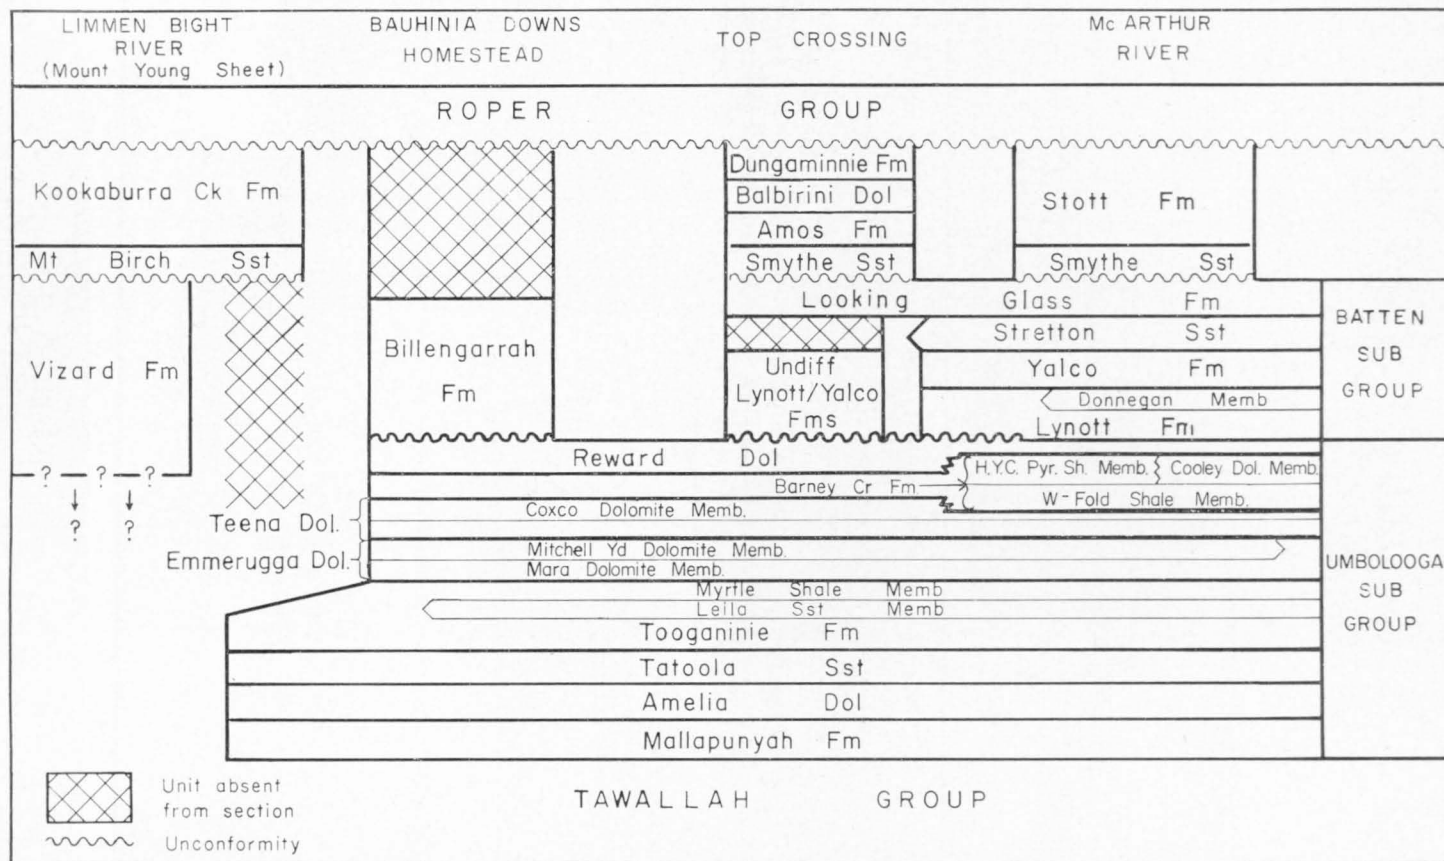 LIMMEN BIGHT
RIVER
(Mount Young Sheet)
BAUHINIA DOWNS
HOMESTEAD
TOP CROSSING
Mc ARTHUR
RIVER
ROPER GROUP
Kookaburra Ck Fm
Mt Birch Sst
Vizard Fm
? ? ?
? ?
Billengarrah
Fm
Dungaminnie Fm
Balbirini Dol
Amos Fm
Smythe Sst
Stott Fm
Smythe Sst
Looking Glass Fm
Stretton Sst
Undiff
Lynott/Yalco
Fms
Yalco Fm
Donnegan Memb
Lynott Fm
BATTEN
SUB
GROUP
Reward Dol
H.Y.C. Pyr. Sh. Memb. Cooley Dol. Memb.
Barney Cr Fm
W-Fold Shale Memb.
Teena Dol.
Coxco Dolomite Memb.
Emmerugga Dol.
Mitchell Yd Dolomite Memb.
Mara Dolomite Memb.
Myrtle Shale Memb
Leila Sst Memb
Tooganinie Fm
Tatoola Sst
Amelia Dol
Mallapunyah Fm
UMBOLOOGA
SUB
GROUP
Unit absent
from section
Unconformity
TAWALLAH GROUP